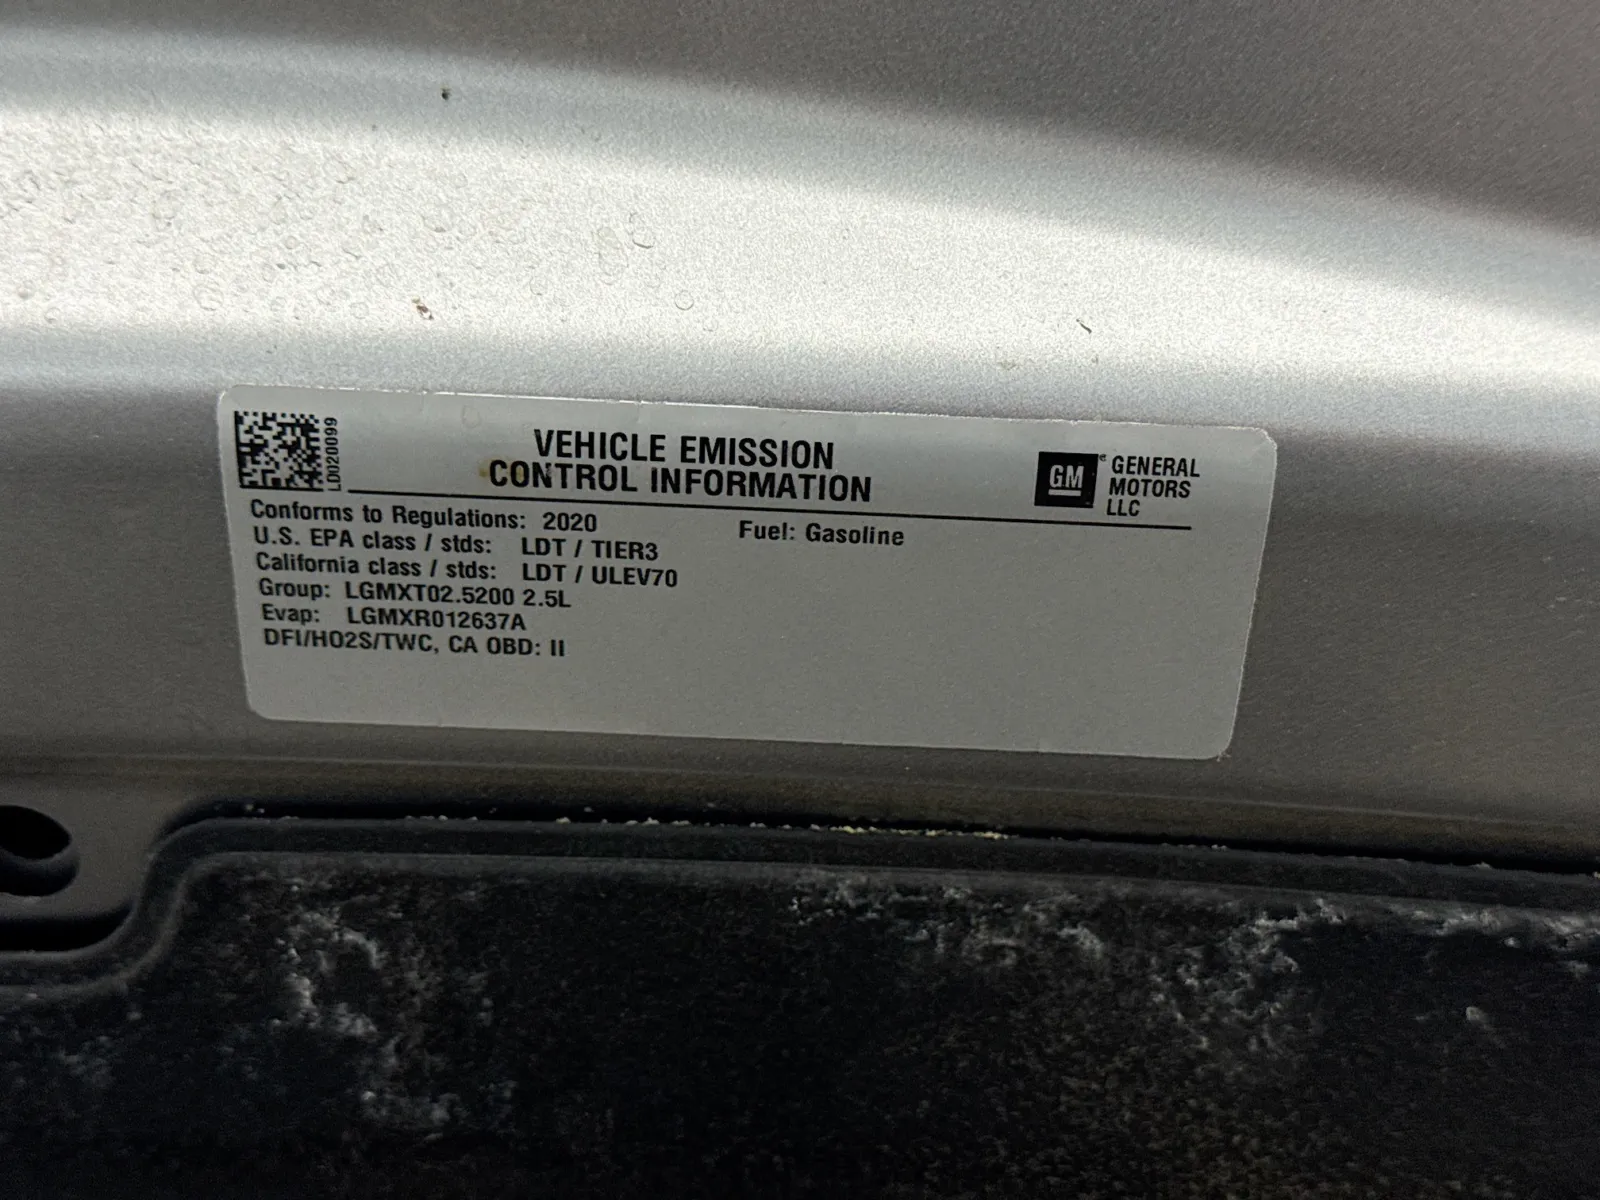 LD020099
VEHICLE EMISSION
CONTROL INFORMATION
GM
GENERAL
MOTORS
LLC
Conforms to Regulations: 2020
Fuel: Gasoline
U.S. EPA class / stds: LDT / TIER3
California class / stds: LDT / ULEV70
Group: LGMXT02.5200 2.5L
Evap: LGMXR012637A
DFI/HO2S/TWC, CA OBD: II